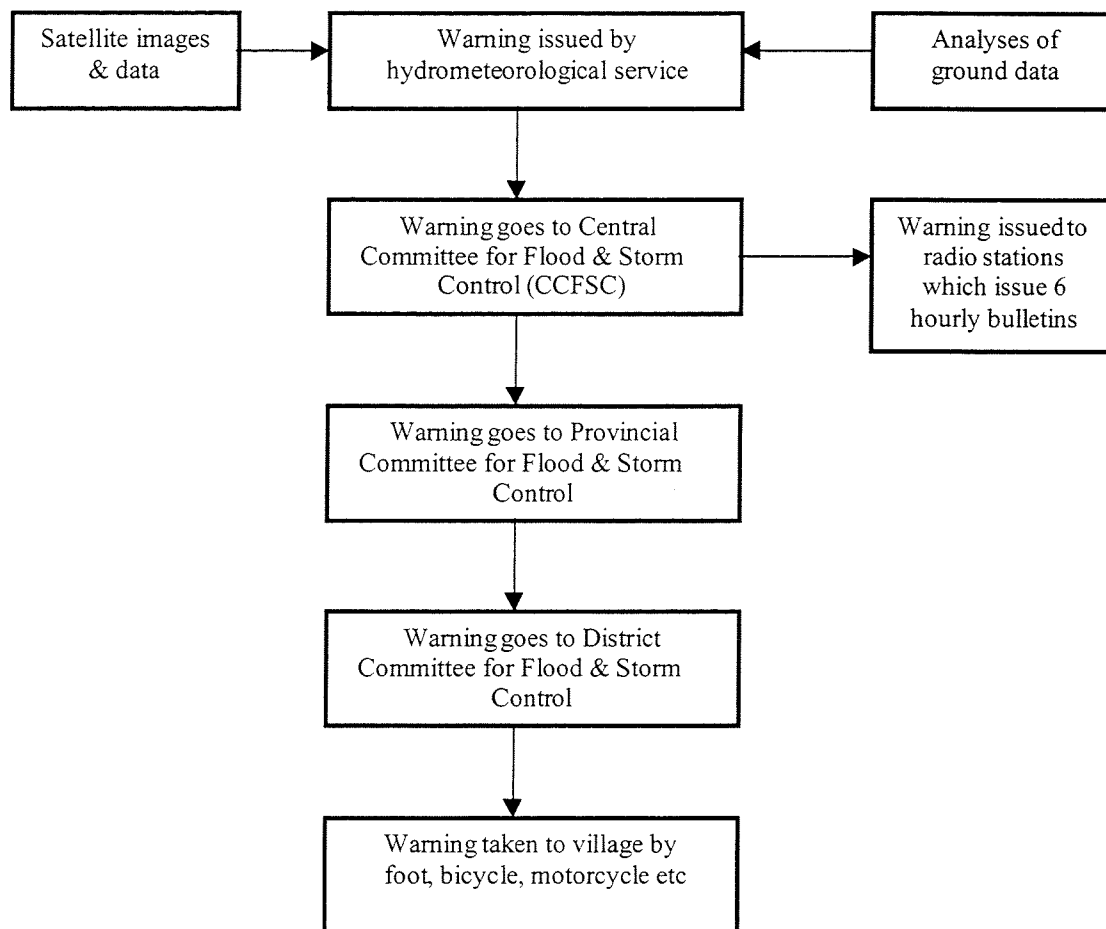 Satellite images
& data
Warning issued by
hydrometeorological service
Analyses of
ground data
Warning goes to Central
Committee for Flood & Storm
Control (CCFSC)
Warning issued to
radio stations
which issue 6
hourly bulletins
Warning goes to Provincial
Committee for Flood & Storm
Control
Warning goes to District
Committee for Flood & Storm
Control
Warning taken to village by
foot, bicycle, motorcycle etc